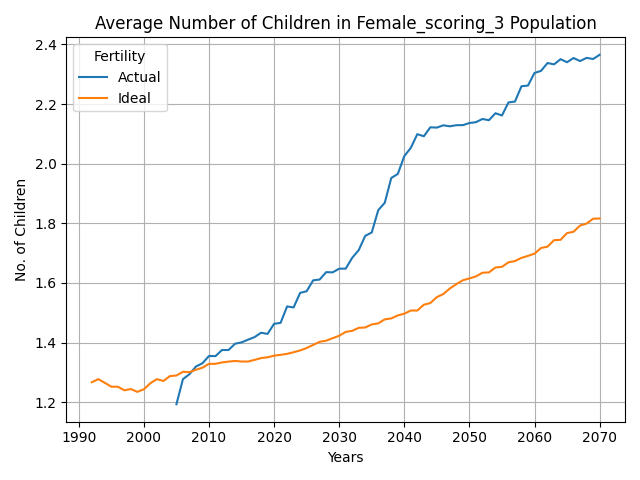 Average Number of Children in Female_scoring_3 Population
Fertility
Actual
Ideal
2.4
2.2
2.0
1.8
1.6
1.4
1.2
No. of Children
1990 2000 2010 2020 2030 2040 2050 2060 2070
Years